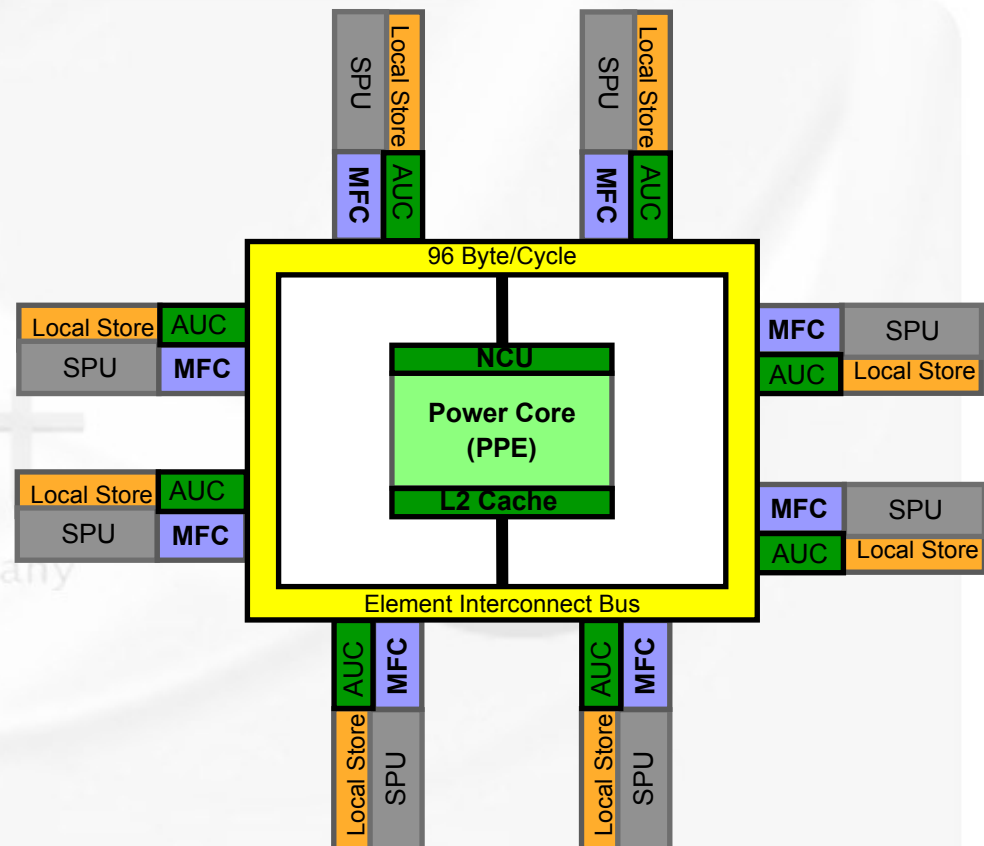 SPU
Local Store
MFC
AUC
SPU
Local Store
MFC
AUC
96 Byte/Cycle
Local Store
AUC
SPU
MFC
MFC
SPU
AUC
Local Store
NCU
Power Core
(PPE)
L2 Cache
Local Store
AUC
SPU
MFC
MFC
SPU
AUC
Local Store
any
Element Interconnect Bus
AUC
MFC
Local Store
SPU
AUC
MFC
Local Store
SPU